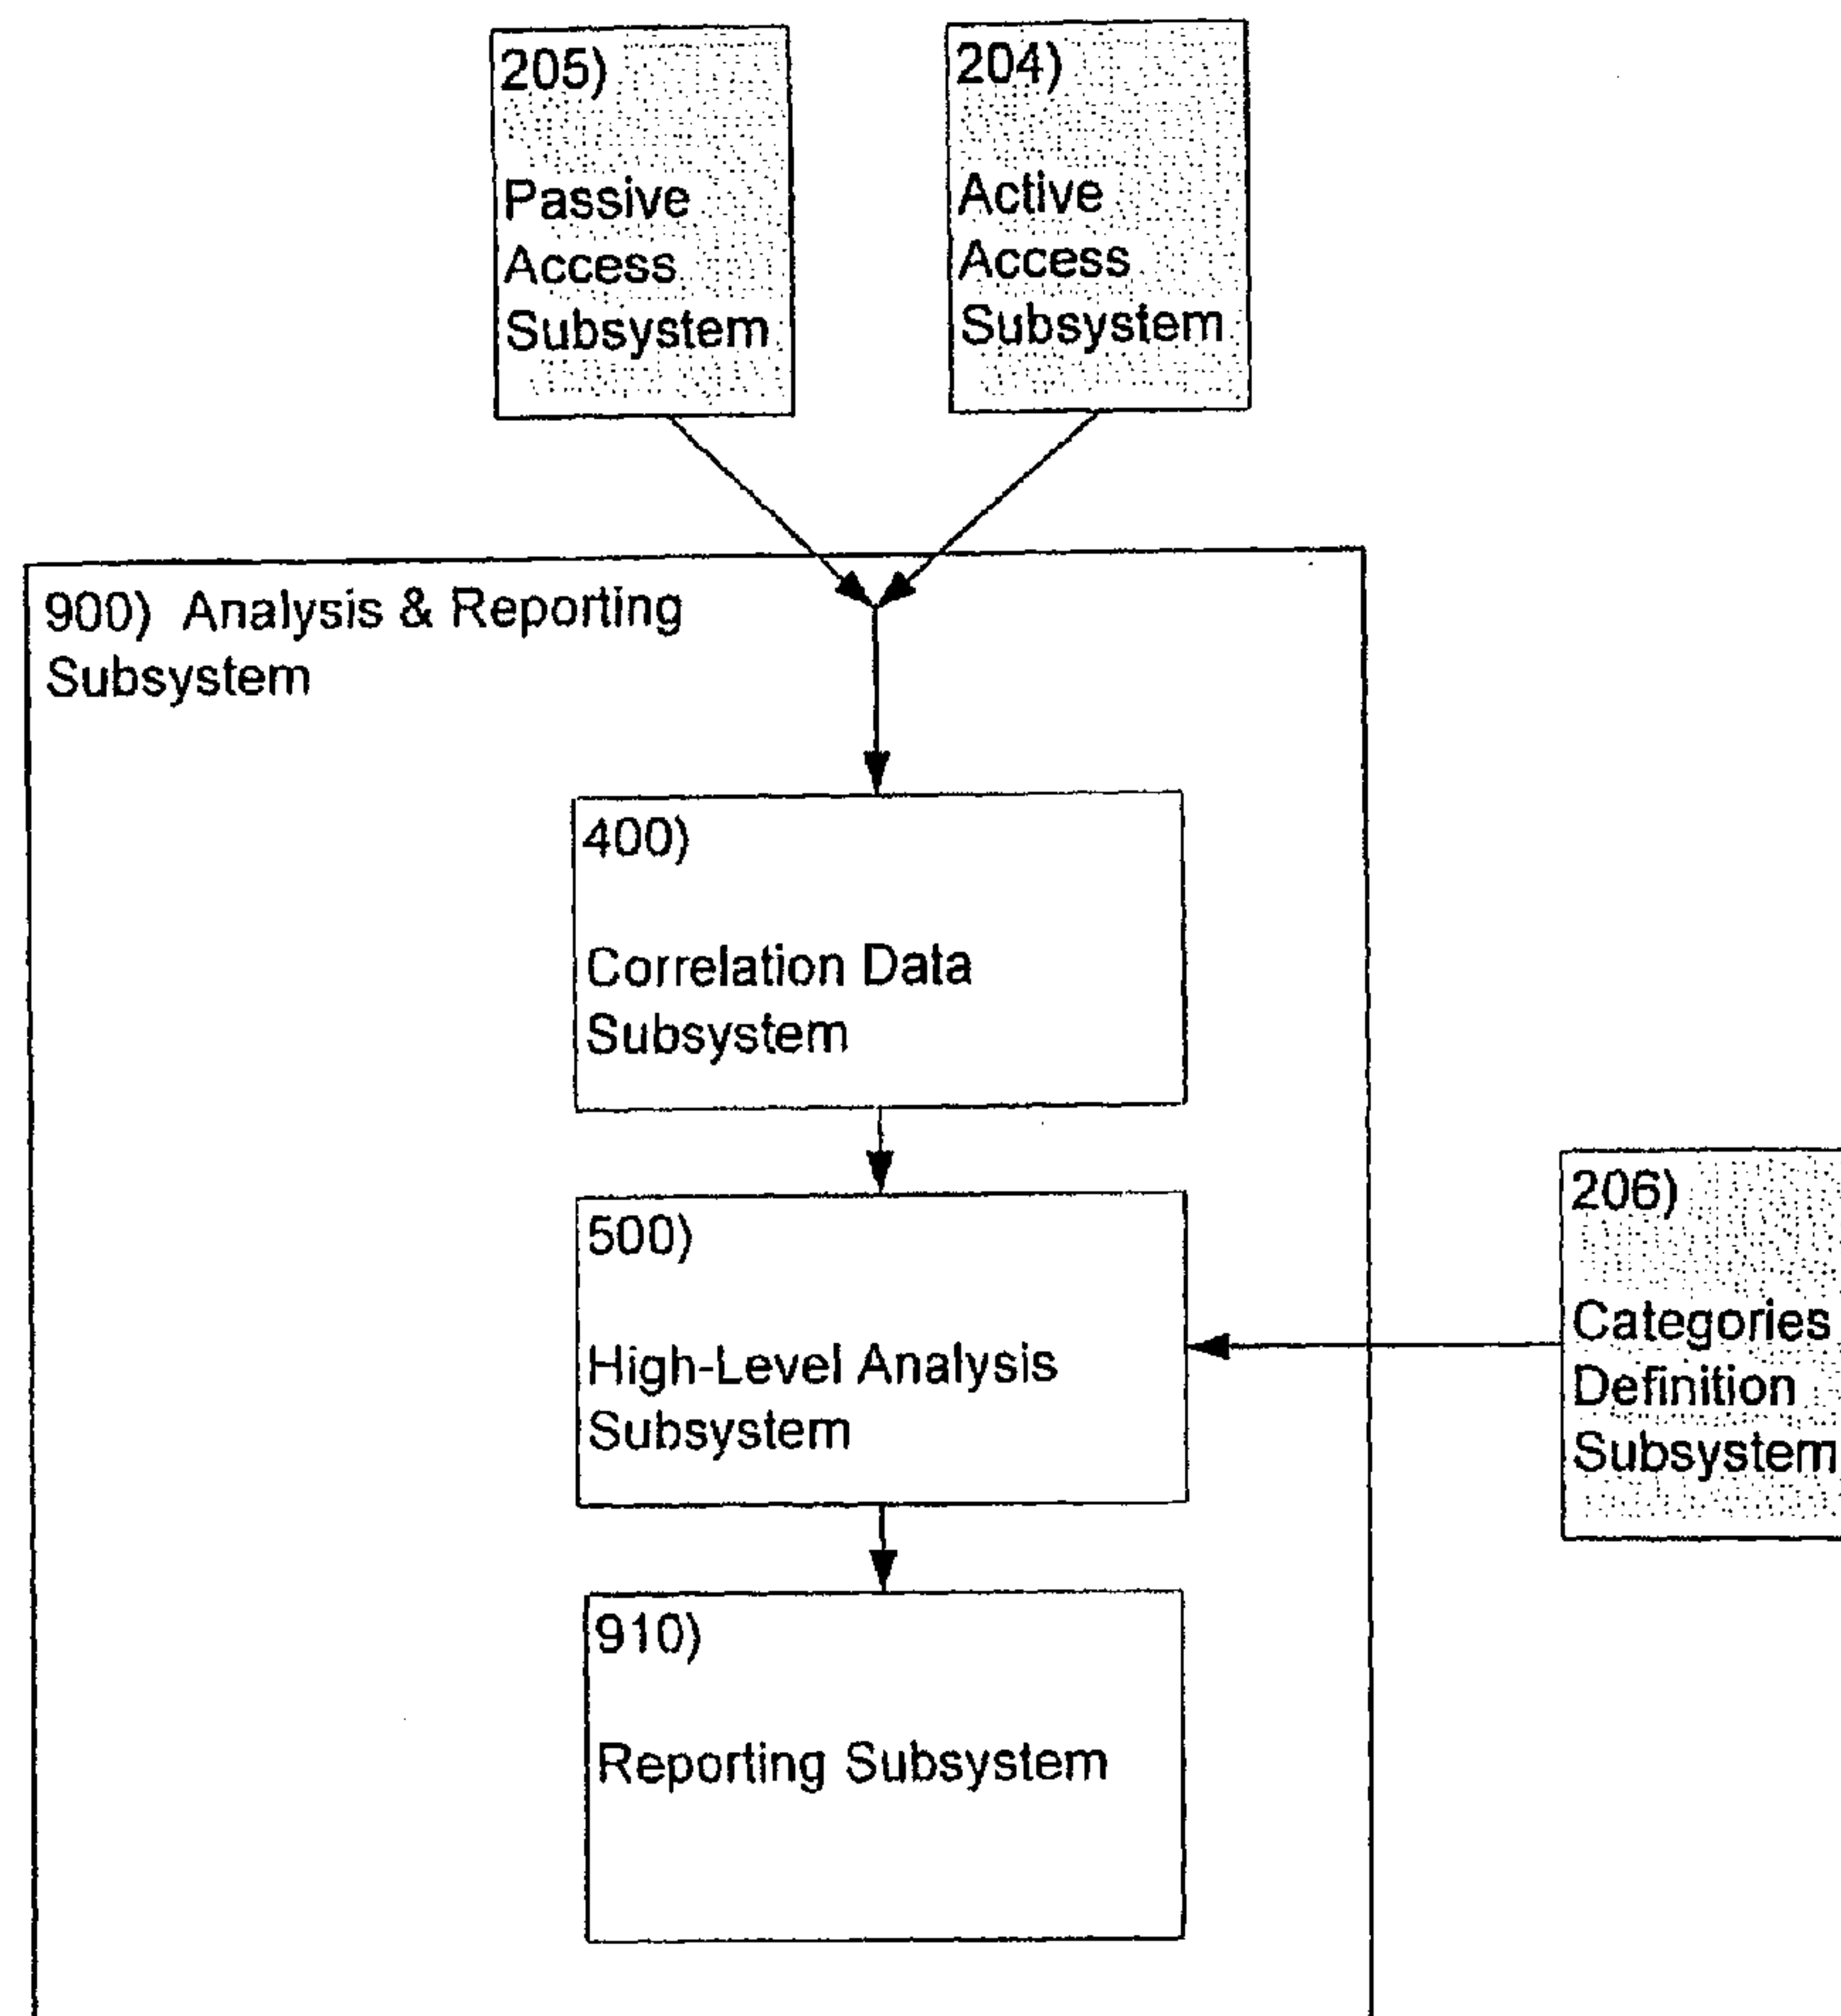 205)
Passive
Access
Subsystem
204)
Active
Access
Subsystem
900) Analysis & Reporting
Subsystem
400)
Correlation Data
Subsystem
500)
High-Level Analysis
Subsystem
206)
Categories
Definition
Subsystem
910)
Reporting Subsystem